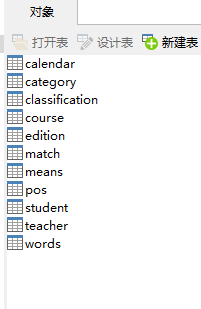 对象
打开表 设计表 新建表
calendar
category
classification
course
edition
match
means
pos
student
teacher
words